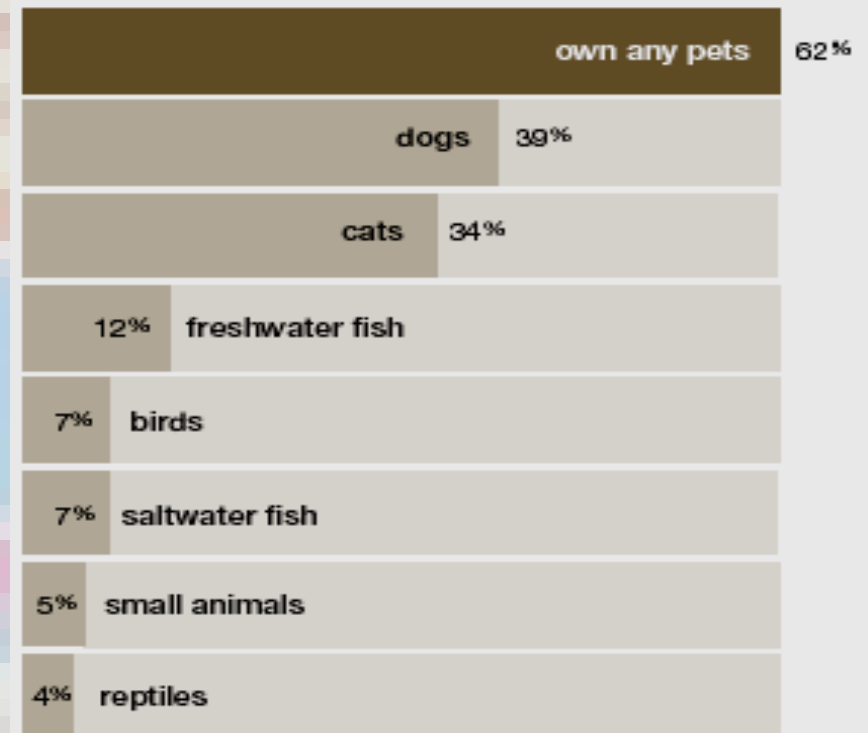 own any pets 62%
dogs 39%
cats 34%
12% freshwater fish
7% birds
7% saltwater fish
5% small animals
4% reptiles